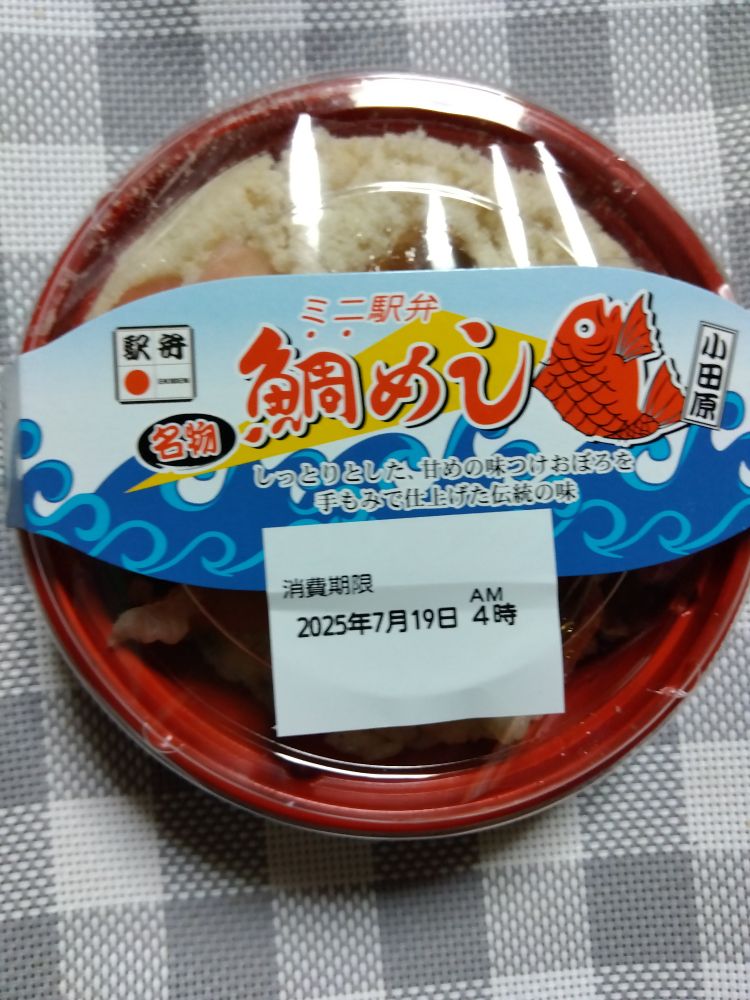 ミニ駅弁
駅弁
EKIBEN
名物
鯛めし
小田原
しっとりとした、甘めの味つけおぼろを
手もみで仕上げた伝統の味
消費期限
2025年7月19日 AM 4時